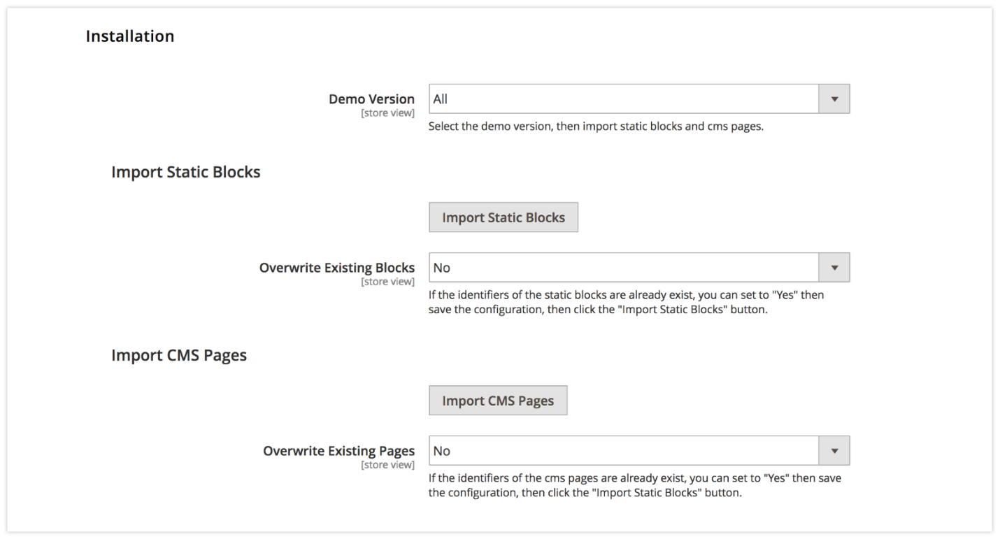 Installation
Demo Version
All
[store view]
Select the demo version, then import static blocks and cms pages.
Import Static Blocks
Import Static Blocks
Overwrite Existing Blocks
No
[store view]
If the identifiers of the static blocks are already exist, you can set to "Yes" then
save the configuration, then click the "Import Static Blocks" button.
Import CMS Pages
Import CMS Pages
Overwrite Existing Pages
No
[store view]
If the identifiers of the cms pages are already exist, you can set to "Yes" then save
the configuration, then click the "Import Static Blocks" button.